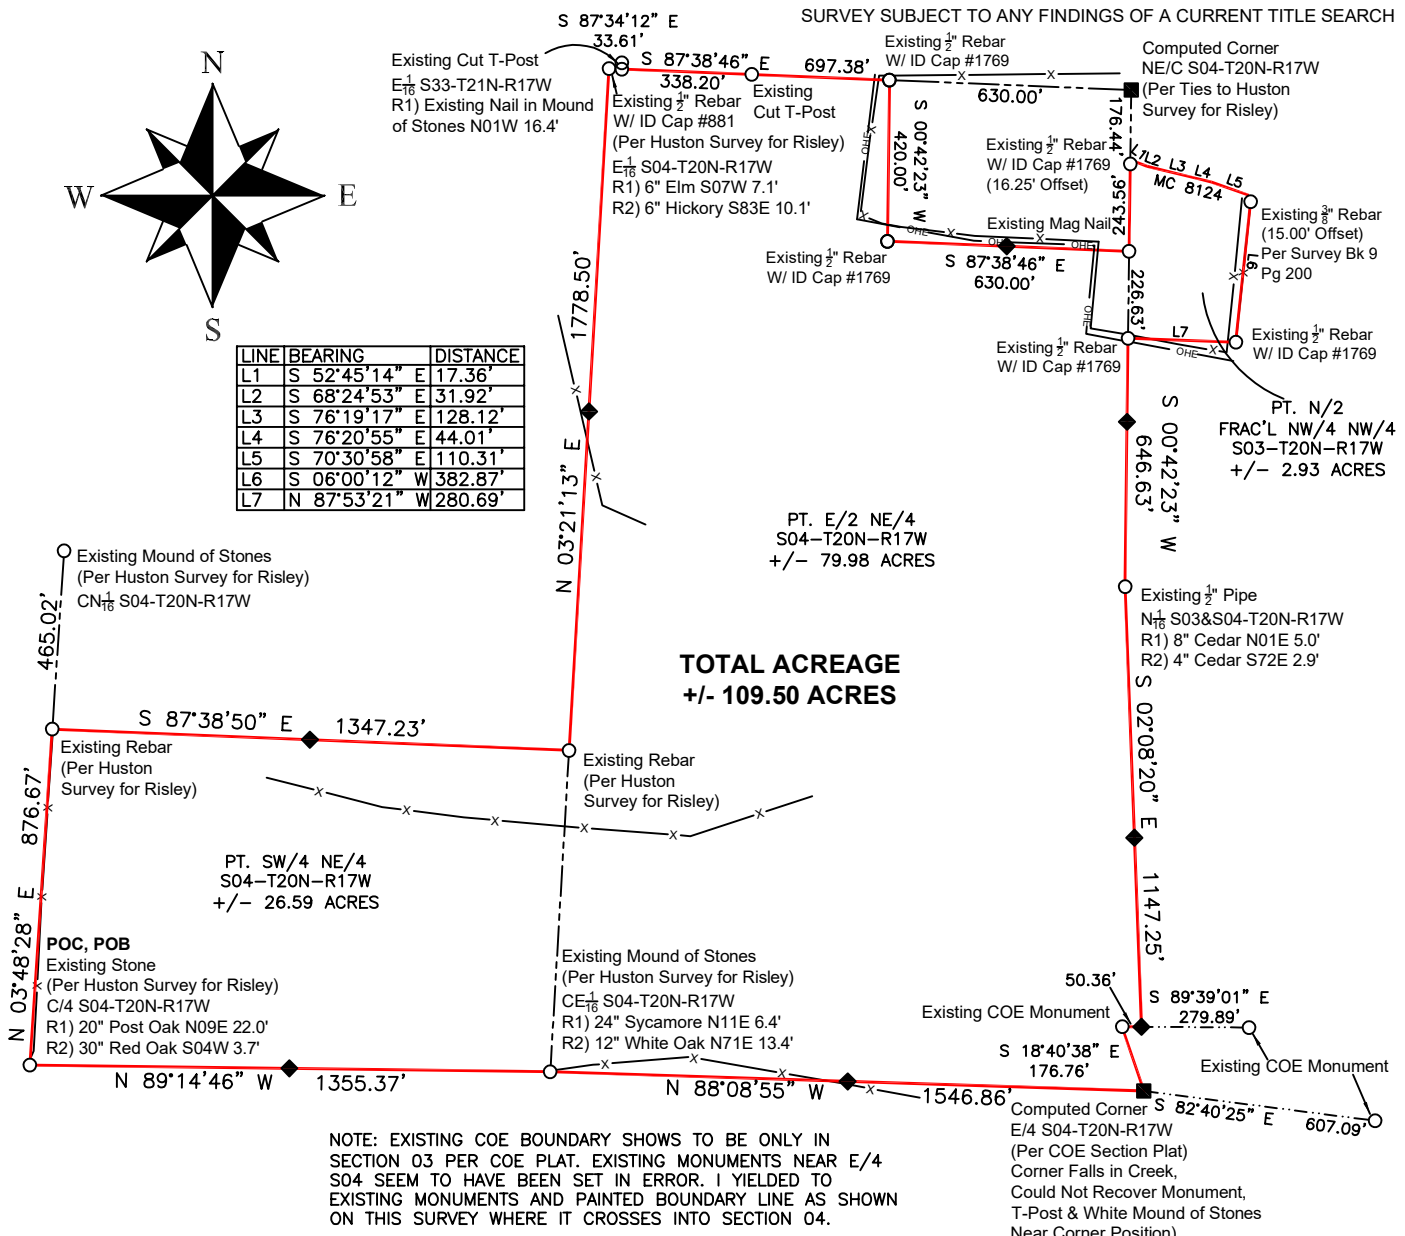 SURVEY SUBJECT TO ANY FINDINGS OF A CURRENT TITLE SEARCH
N
W
E
S
S 87°34'12" E
33.61'
S 87°38'46" E
697.38'
338.20'
Existing Cut T-Post
E1/16 S33-T21N-R17W
R1) Existing Nail in Mound
of Stones N01W 16.4'
Existing 1/2" Rebar
W/ ID Cap #881
(Per Huston Survey for Risley)
E1/16 S04-T20N-R17W
R1) 6" Elm S07W 7.1'
R2) 6" Hickory S83E 10.1'
Existing
Cut T-Post
Existing 1/2" Rebar
W/ ID Cap #1769
630.00'
Computed Corner
NE/C S04-T20N-R17W
(Per Ties to Huston
Survey for Risley)
176.44'
S 00°42'23" W
420.00'
Existing 1/2" Rebar
W/ ID Cap #1769
(16.25' Offset)
243.56'
L1
L2
L3
L4
L5
MC 8124
Existing 3/8" Rebar
(15.00' Offset)
Per Survey Bk 9
Pg 200
L6
Existing Mag Nail
OHE
OHE
OHE
OHE
Existing 1/2" Rebar
W/ ID Cap #1769
S 87°38'46" E
630.00'
226.63'
OHE
L7
OHE
Existing 1/2" Rebar
W/ ID Cap #1769
Existing 1/2" Rebar
W/ ID Cap #1769
PT. N/2
FRAC'L NW/4 NW/4
S03-T20N-R17W
+/- 2.93 ACRES
LINE BEARING DISTANCE
L1 S 52°45'14" E 17.36'
L2 S 68°24'53" E 31.92'
L3 S 76°19'17" E 128.12'
L4 S 76°20'55" E 44.01'
L5 S 70°30'58" E 110.31'
L6 S 06°00'12" W 382.87'
L7 N 87°53'21" W 280.69'
1778.50'
N 03°21'13" E
S 00°42'23" W
646.63'
PT. E/2 NE/4
S04-T20N-R17W
+/- 79.98 ACRES
Existing Mound of Stones
(Per Huston Survey for Risley)
CN1/16 S04-T20N-R17W
465.02'
Existing 1/2" Pipe
N1/16 S03&S04-T20N-R17W
R1) 8" Cedar N01E 5.0'
R2) 4" Cedar S72E 2.9'
TOTAL ACREAGE
+/- 109.50 ACRES
S 87°38'50" E
1347.23'
Existing Rebar
(Per Huston
Survey for Risley)
Existing Rebar
(Per Huston
Survey for Risley)
S 02°08'20" E
1147.25'
876.67'
N 03°48'28" E
PT. SW/4 NE/4
S04-T20N-R17W
+/- 26.59 ACRES
POC, POB
Existing Stone
(Per Huston Survey for Risley)
C/4 S04-T20N-R17W
R1) 20" Post Oak N09E 22.0'
R2) 30" Red Oak S04W 3.7'
Existing Mound of Stones
(Per Huston Survey for Risley)
CE1/16 S04-T20N-R17W
R1) 24" Sycamore N11E 6.4'
R2) 12" White Oak N71E 13.4'
50.36'
Existing COE Monument
S 89°39'01" E
279.89'
S 18°40'38" E
176.76'
Existing COE Monument
N 89°14'46" W
1355.37'
N 88°08'55" W
1546.86'
S 82°40'25" E
607.09'
Computed Corner
E/4 S04-T20N-R17W
(Per COE Section Plat)
Corner Falls in Creek,
Could Not Recover Monument,
T-Post & White Mound of Stones
Near Corner Position)
NOTE: EXISTING COE BOUNDARY SHOWS TO BE ONLY IN
SECTION 03 PER COE PLAT. EXISTING MONUMENTS NEAR E/4
S04 SEEM TO HAVE BEEN SET IN ERROR. I YIELDED TO
EXISTING MONUMENTS AND PAINTED BOUNDARY LINE AS SHOWN
ON THIS SURVEY WHERE IT CROSSES INTO SECTION 04.